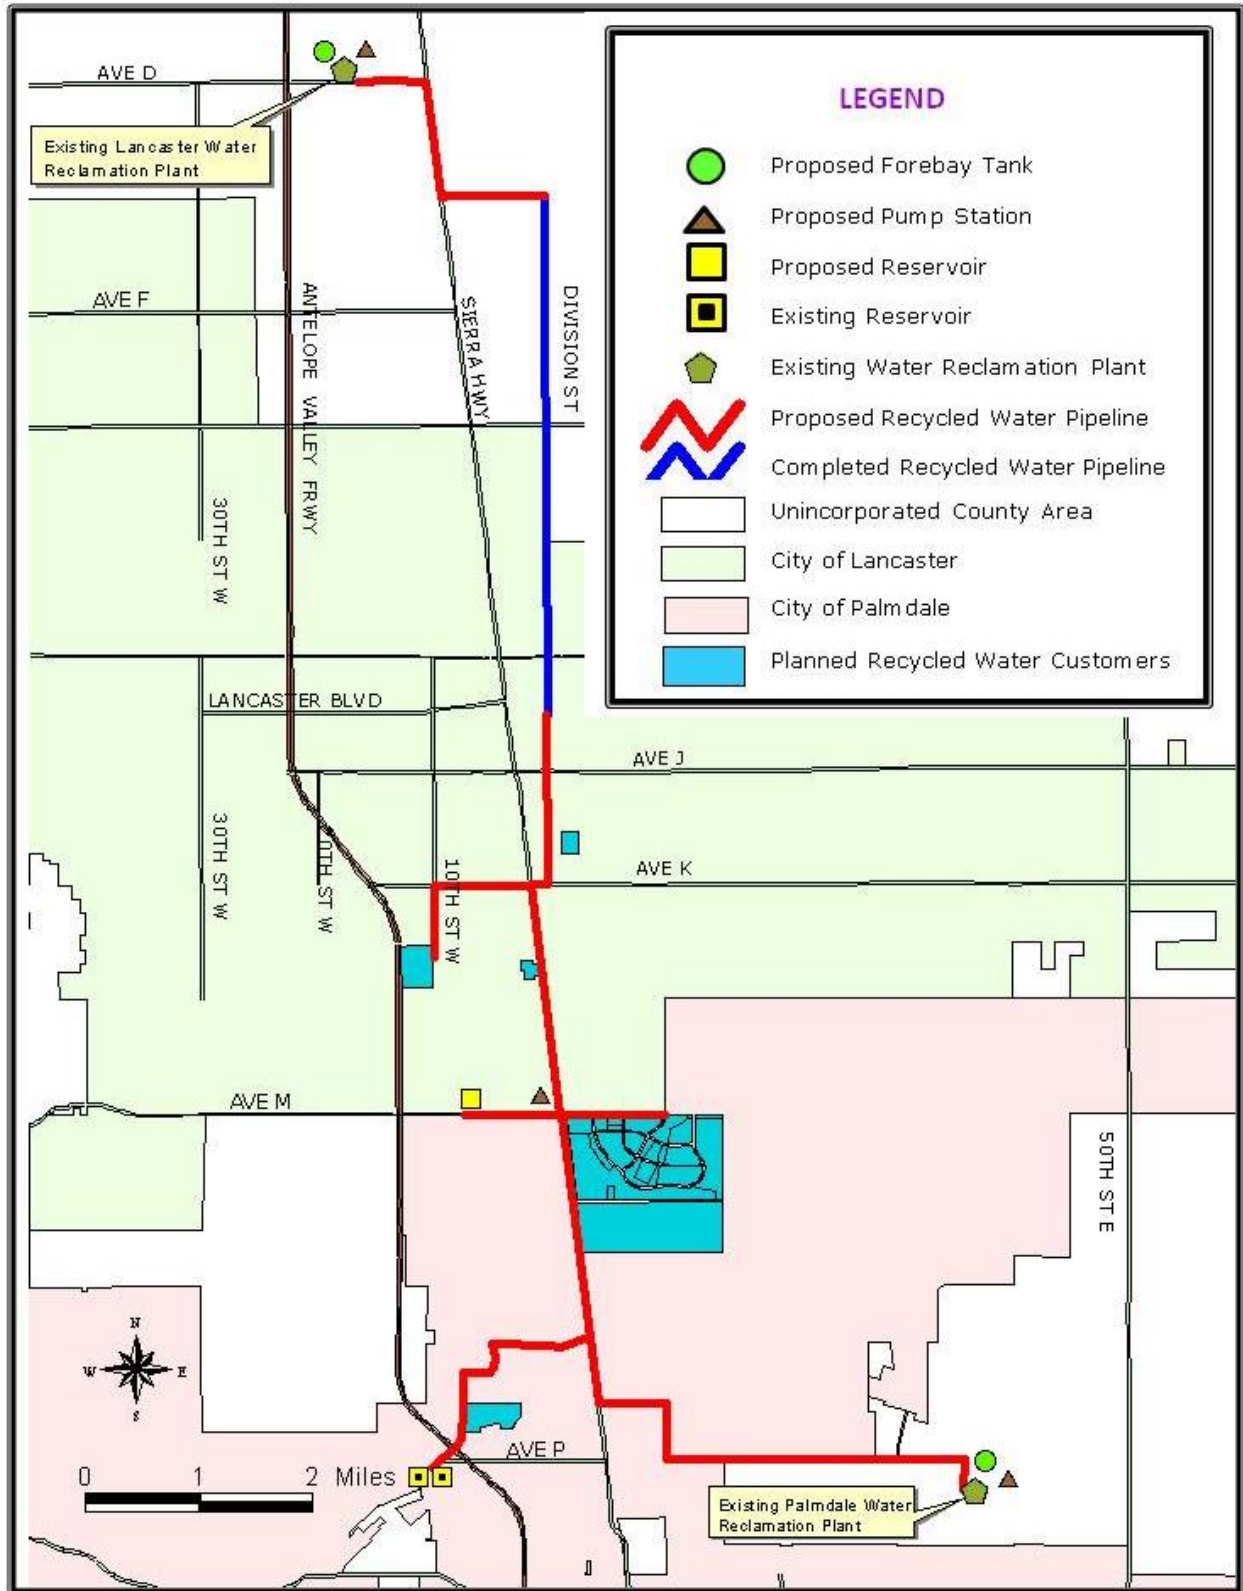 AVE D
Existing Lancaster Water
Reclamation Plant
LEGEND
Proposed Forebay Tank
Proposed Pump Station
Proposed Reservoir
Existing Reservoir
Existing Water Reclamation Plant
Proposed Recycled Water Pipeline
Completed Recycled Water Pipeline
Unincorporated County Area
City of Lancaster
City of Palmdale
Planned Recycled Water Customers
AVE F
ANTELOPE VALLEY FRWY
SIERRA HWY
DIVISION ST
30TH ST W
LANCASTER BLVD
AVE J
30TH ST W
0TH ST W
10TH ST W
AVE K
AVE M
50TH ST E
N
W E
S
AVE P
0 1 2 Miles
Existing Palmdale Water
Reclamation Plant